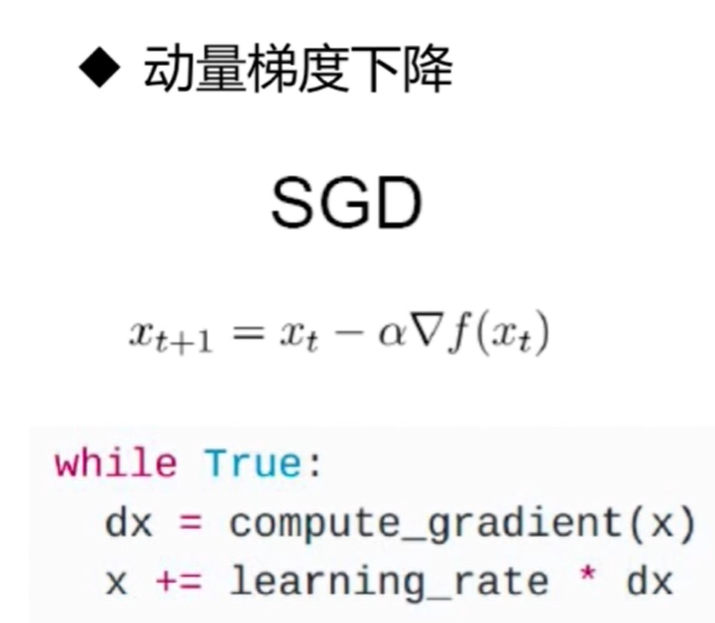 ◆ 动量梯度下降
SGD
x_{t+1} = x_t − α∇f(x_t)
while True:
  dx = compute_gradient(x)
  x += learning_rate * dx